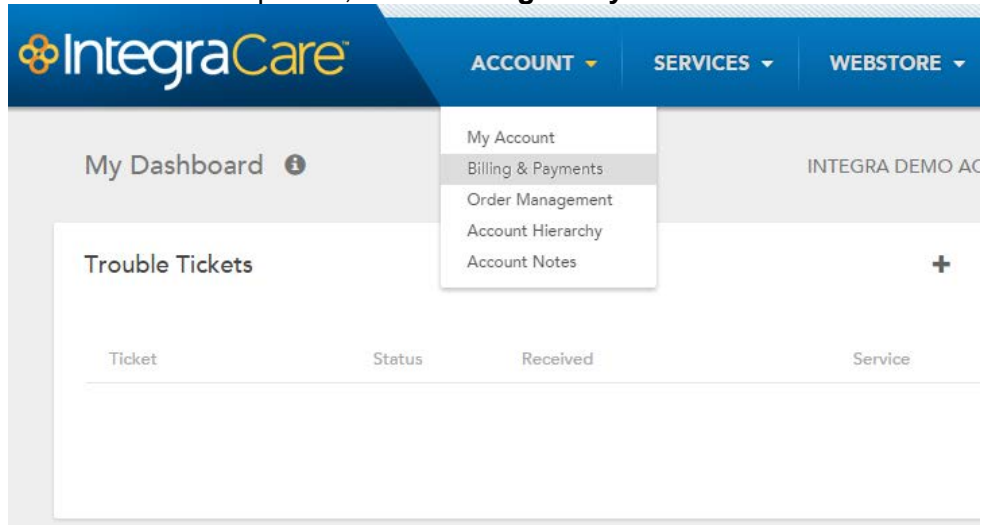 IntegraCare™
ACCOUNT SERVICES WEBSTORE
My Account
My Dashboard
Billing & Payments
INTEGRA DEMO AC
Order Management
Account Hierarchy
Account Notes
Trouble Tickets
+
Ticket Status Received Service